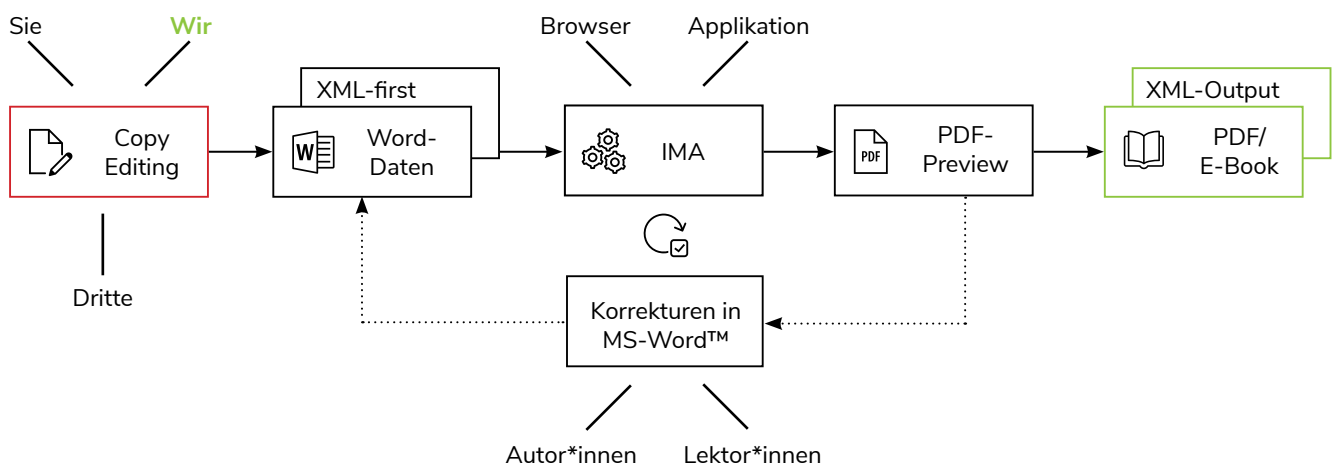 Sie
Wir
Browser
Applikation
XML-first
XML-Output
Copy
Editing
W
Word-
Daten
IMA
PDF
PDF-
Preview
PDF/
E-Book
Dritte
Korrekturen in
MS-Word™
Autor*innen
Lektor*innen